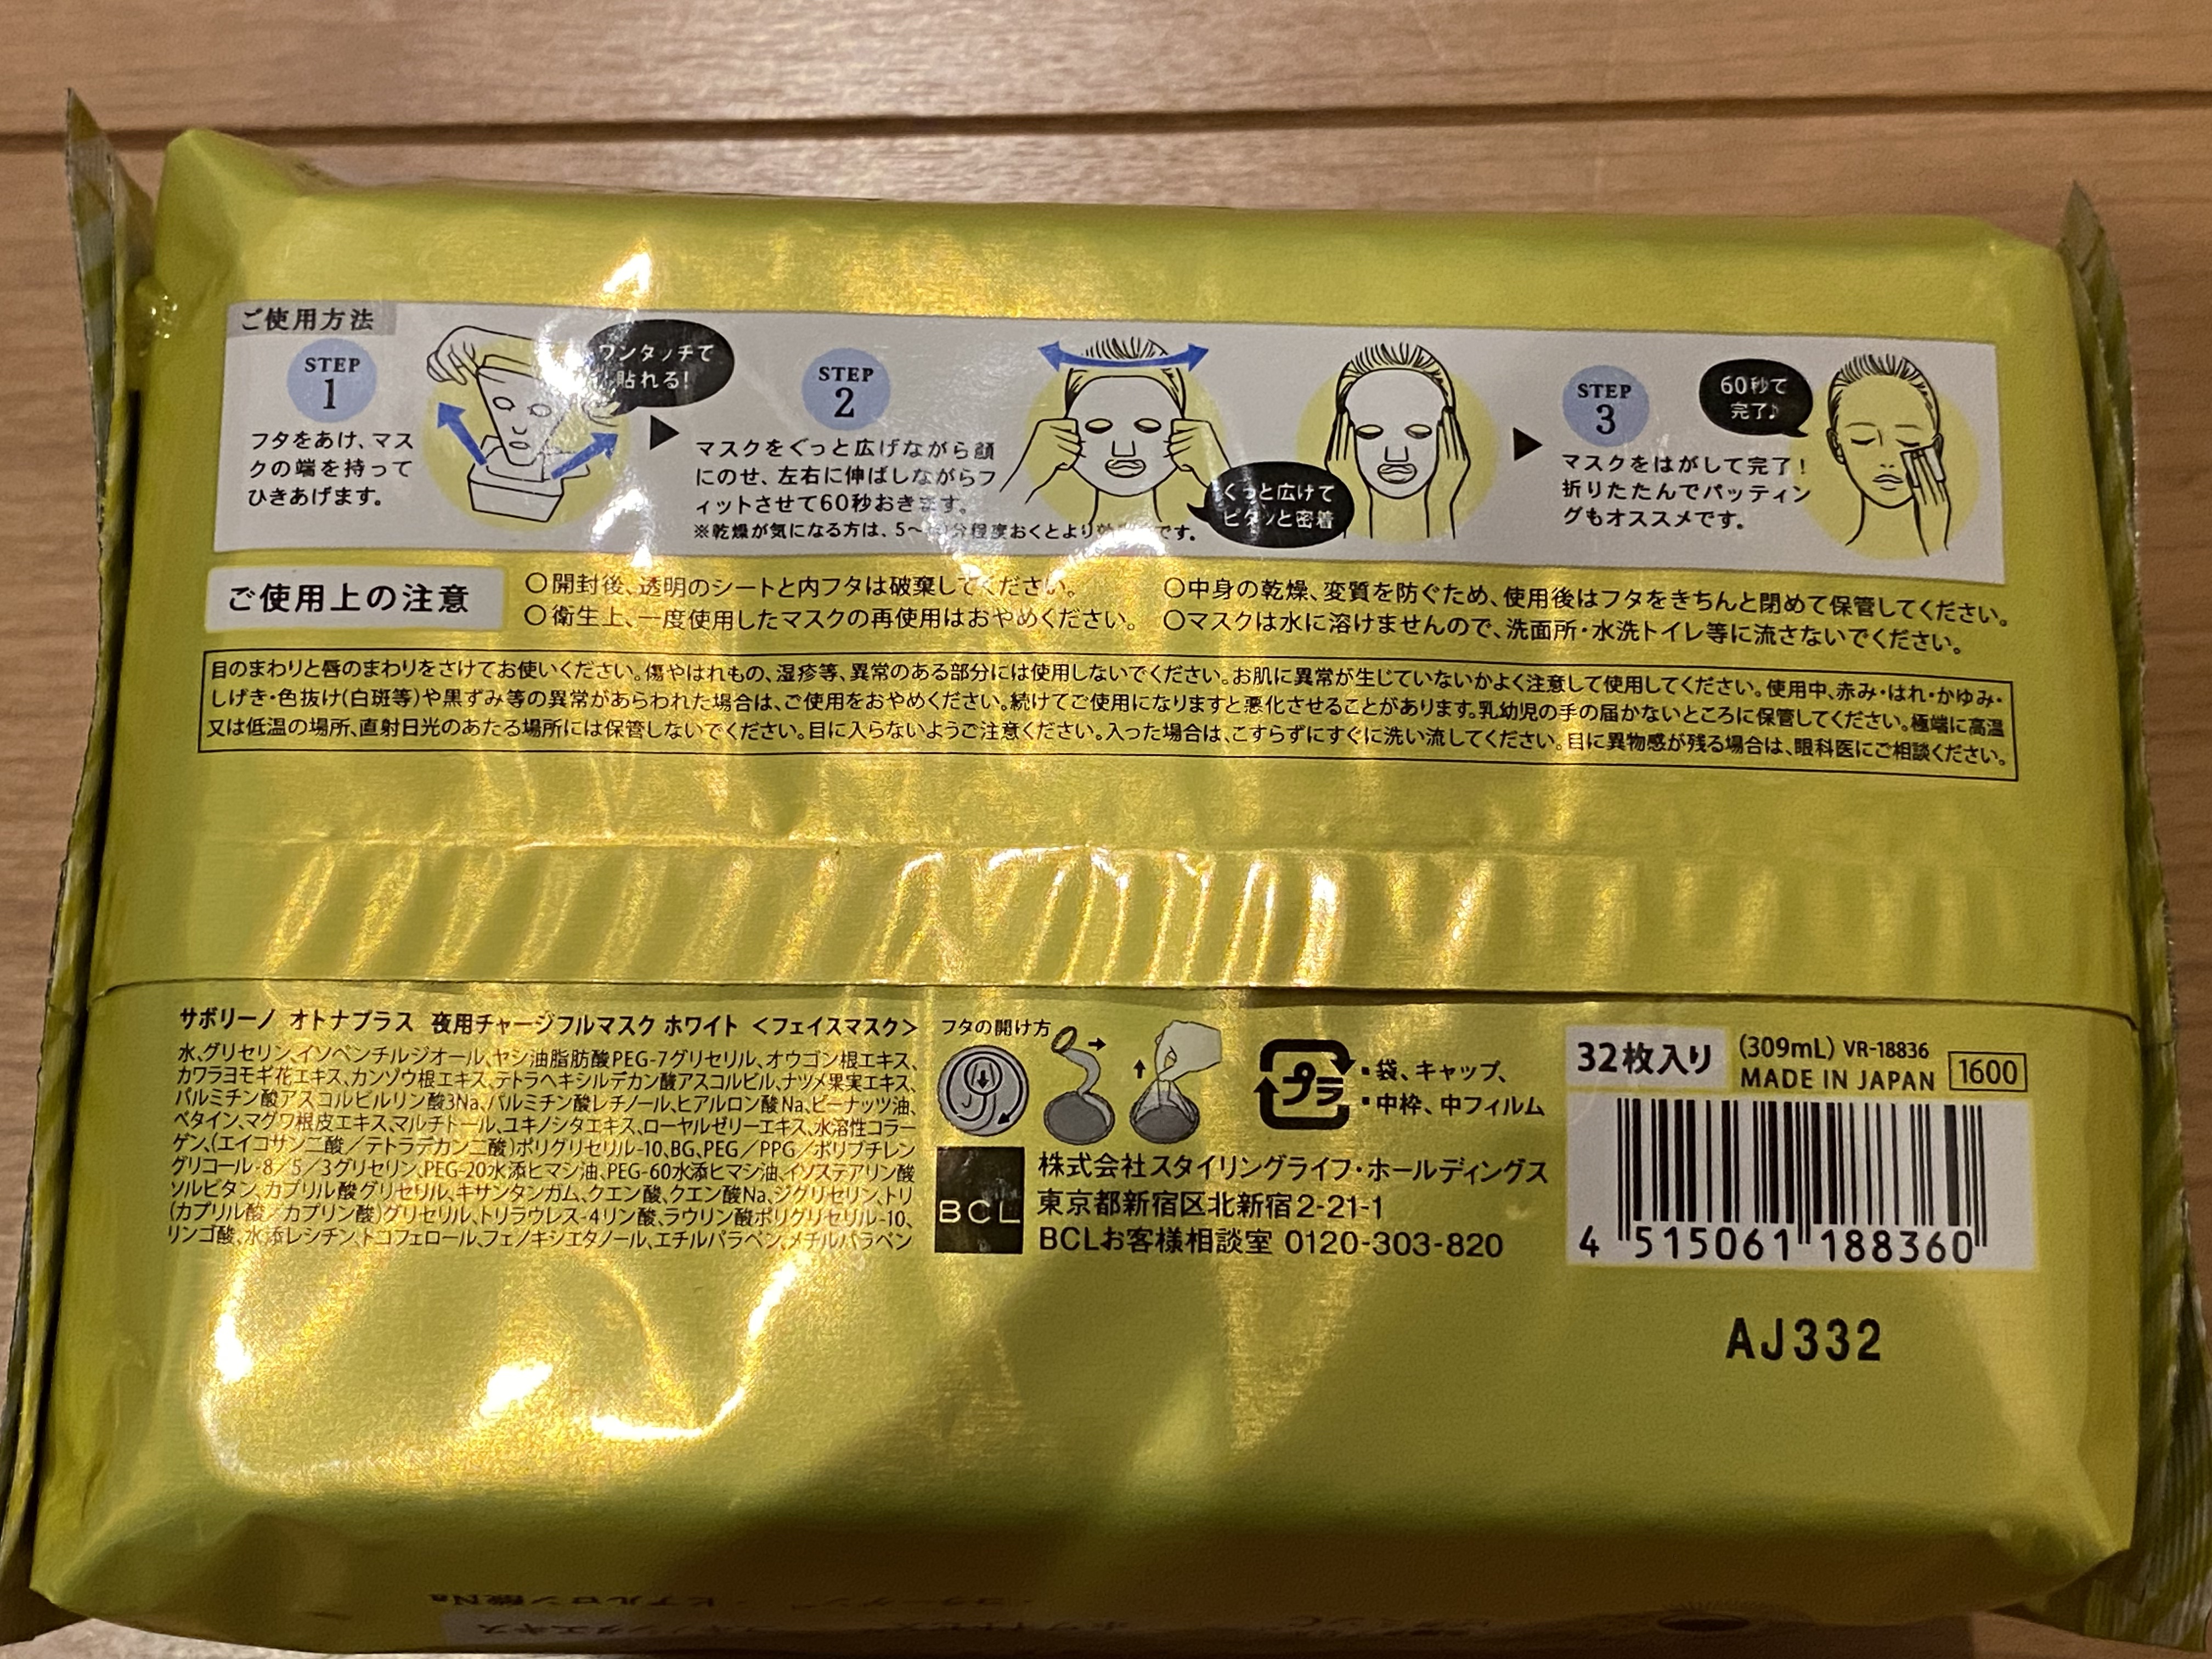 ご使用方法
STEP
1
フタをあけ、マス
クの端を持って
ひきあげます。
ワンタッチで
貼れる!
STEP
2
マスクをぐっと広げながら顔
にのせ、左右に伸ばしながらフ
ィットさせて60秒おきます。
※乾燥が気になる方は、5〜 分程度おくとより効 です。
ぐっと広げて
ピタッと密着
STEP
3
60秒で
完了♪
マスクをはがして完了!
折りたたんでパッティン
グもオススメです。
ご使用上の注意
○開封後、透明のシートと内フタは破棄してください。
○衛生上、一度使用したマスクの再使用はおやめください。
○中身の乾燥、変質を防ぐため、使用後はフタをきちんと閉めて保管してください。
○マスクは水に溶けませんので、洗面所・水洗トイレ等に流さないでください。
目のまわりと唇のまわりをさけてお使いください。傷やはれもの、湿疹等、異常のある部分には使用しないでください。お肌に異常が生じていないかよく注意して使用してください。使用中、赤み・はれ・かゆみ・
しげき・色抜け(白斑等)や黒ずみ等の異常があらわれた場合は、ご使用をおやめください。続けてご使用になりますと悪化させることがあります。乳幼児の手の届かないところに保管してください。極端に高温
又は低温の場所、直射日光のあたる場所には保管しないでください。目に入らないようご注意ください。入った場合は、こすらずにすぐに洗い流してください。目に異物感が残る場合は、眼科医にご相談ください。
サボリーノ オトナプラス 夜用チャージフルマスク ホワイト <フェイスマスク>
水、グリセリン、イソペンチルジオール、ヤシ油脂肪酸PEG-7グリセリル、オウゴン根エキス、
カワラヨモギ花エキス、カンゾウ根エキス、テトラヘキシルデカン酸アスコルビル、ナツメ果実エキス、
パルミチン酸アスコルビルリン酸3Na、パルミチン酸レチノール、ヒアルロン酸Na、ピーナッツ油、
ベタイン、マグワ根皮エキス、マルチトール、ユキノシタエキス、ローヤルゼリーエキス、水溶性コラー
ゲン、(エイコサン二酸/テトラデカン二酸)ポリグリセリル-10、BG、PEG/PPG/ポリブチレン
グリコール-8/5/3グリセリン、PEG-20水添ヒマシ油、PEG-60水添ヒマシ油、イソステアリン酸
ソルビタン、カプリル酸グリセリル、キサンタンガム、クエン酸、クエン酸Na、ジグリセリン、トリ
(カプリル酸/カプリン酸)グリセリル、トリラウレス-4リン酸、ラウリン酸ポリグリセリル-10、
リンゴ酸、水添レシチン、トコフェロール、フェノキシエタノール、エチルパラベン、メチルパラベン
フタの開け方
プラ
・袋、キャップ、
・中枠、中フィルム
BCL
株式会社スタイリングライフ・ホールディングス
東京都新宿区北新宿2-21-1
BCLお客様相談室 0120-303-820
32枚入り
(309mL) VR-18836
MADE IN JAPAN
1600
4 515061 188360
AJ332
ヒアルロン酸Na